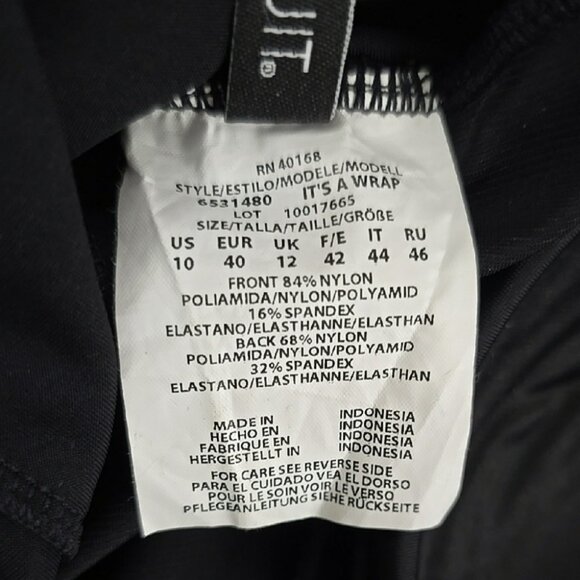 UIT®
RN 40168
STYLE/ESTILO/MODELE/MODELL
6531480 IT'S A WRAP
LOT 10017665
SIZE/TALLA/TAILLE/GRÖßE
US EUR UK F/E IT RU
10 40 12 42 44 46
FRONT 84% NYLON
POLIAMIDA/NYLON/POLYAMID
16% SPANDEX
ELASTANO/ELASTHANNE/ELASTHAN
BACK 68% NYLON
POLIAMIDA/NYLON/POLYAMID
32% SPANDEX
ELASTANO/ELASTHANNE/ELASTHAN
MADE IN INDONESIA
HECHO EN INDONESIA
FABRIQUE EN INDONESIA
HERGESTELLT IN INDONESIA
FOR CARE SEE REVERSE SIDE
PARA EL CUIDADO VEA EL DORSO
POUR LE SOIN VOIR LE VERSO
PFLEGEANLEITUNG SIEHE RÜCKSEITE